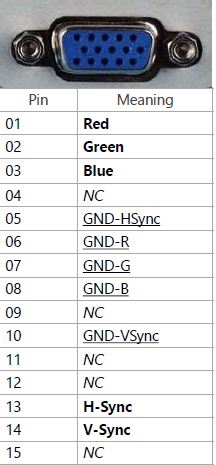 Pin Meaning
01 Red
02 Green
03 Blue
04 NC
05 GND-HSync
06 GND-R
07 GND-G
08 GND-B
09 NC
10 GND-VSync
11 NC
12 NC
13 H-Sync
14 V-Sync
15 NC